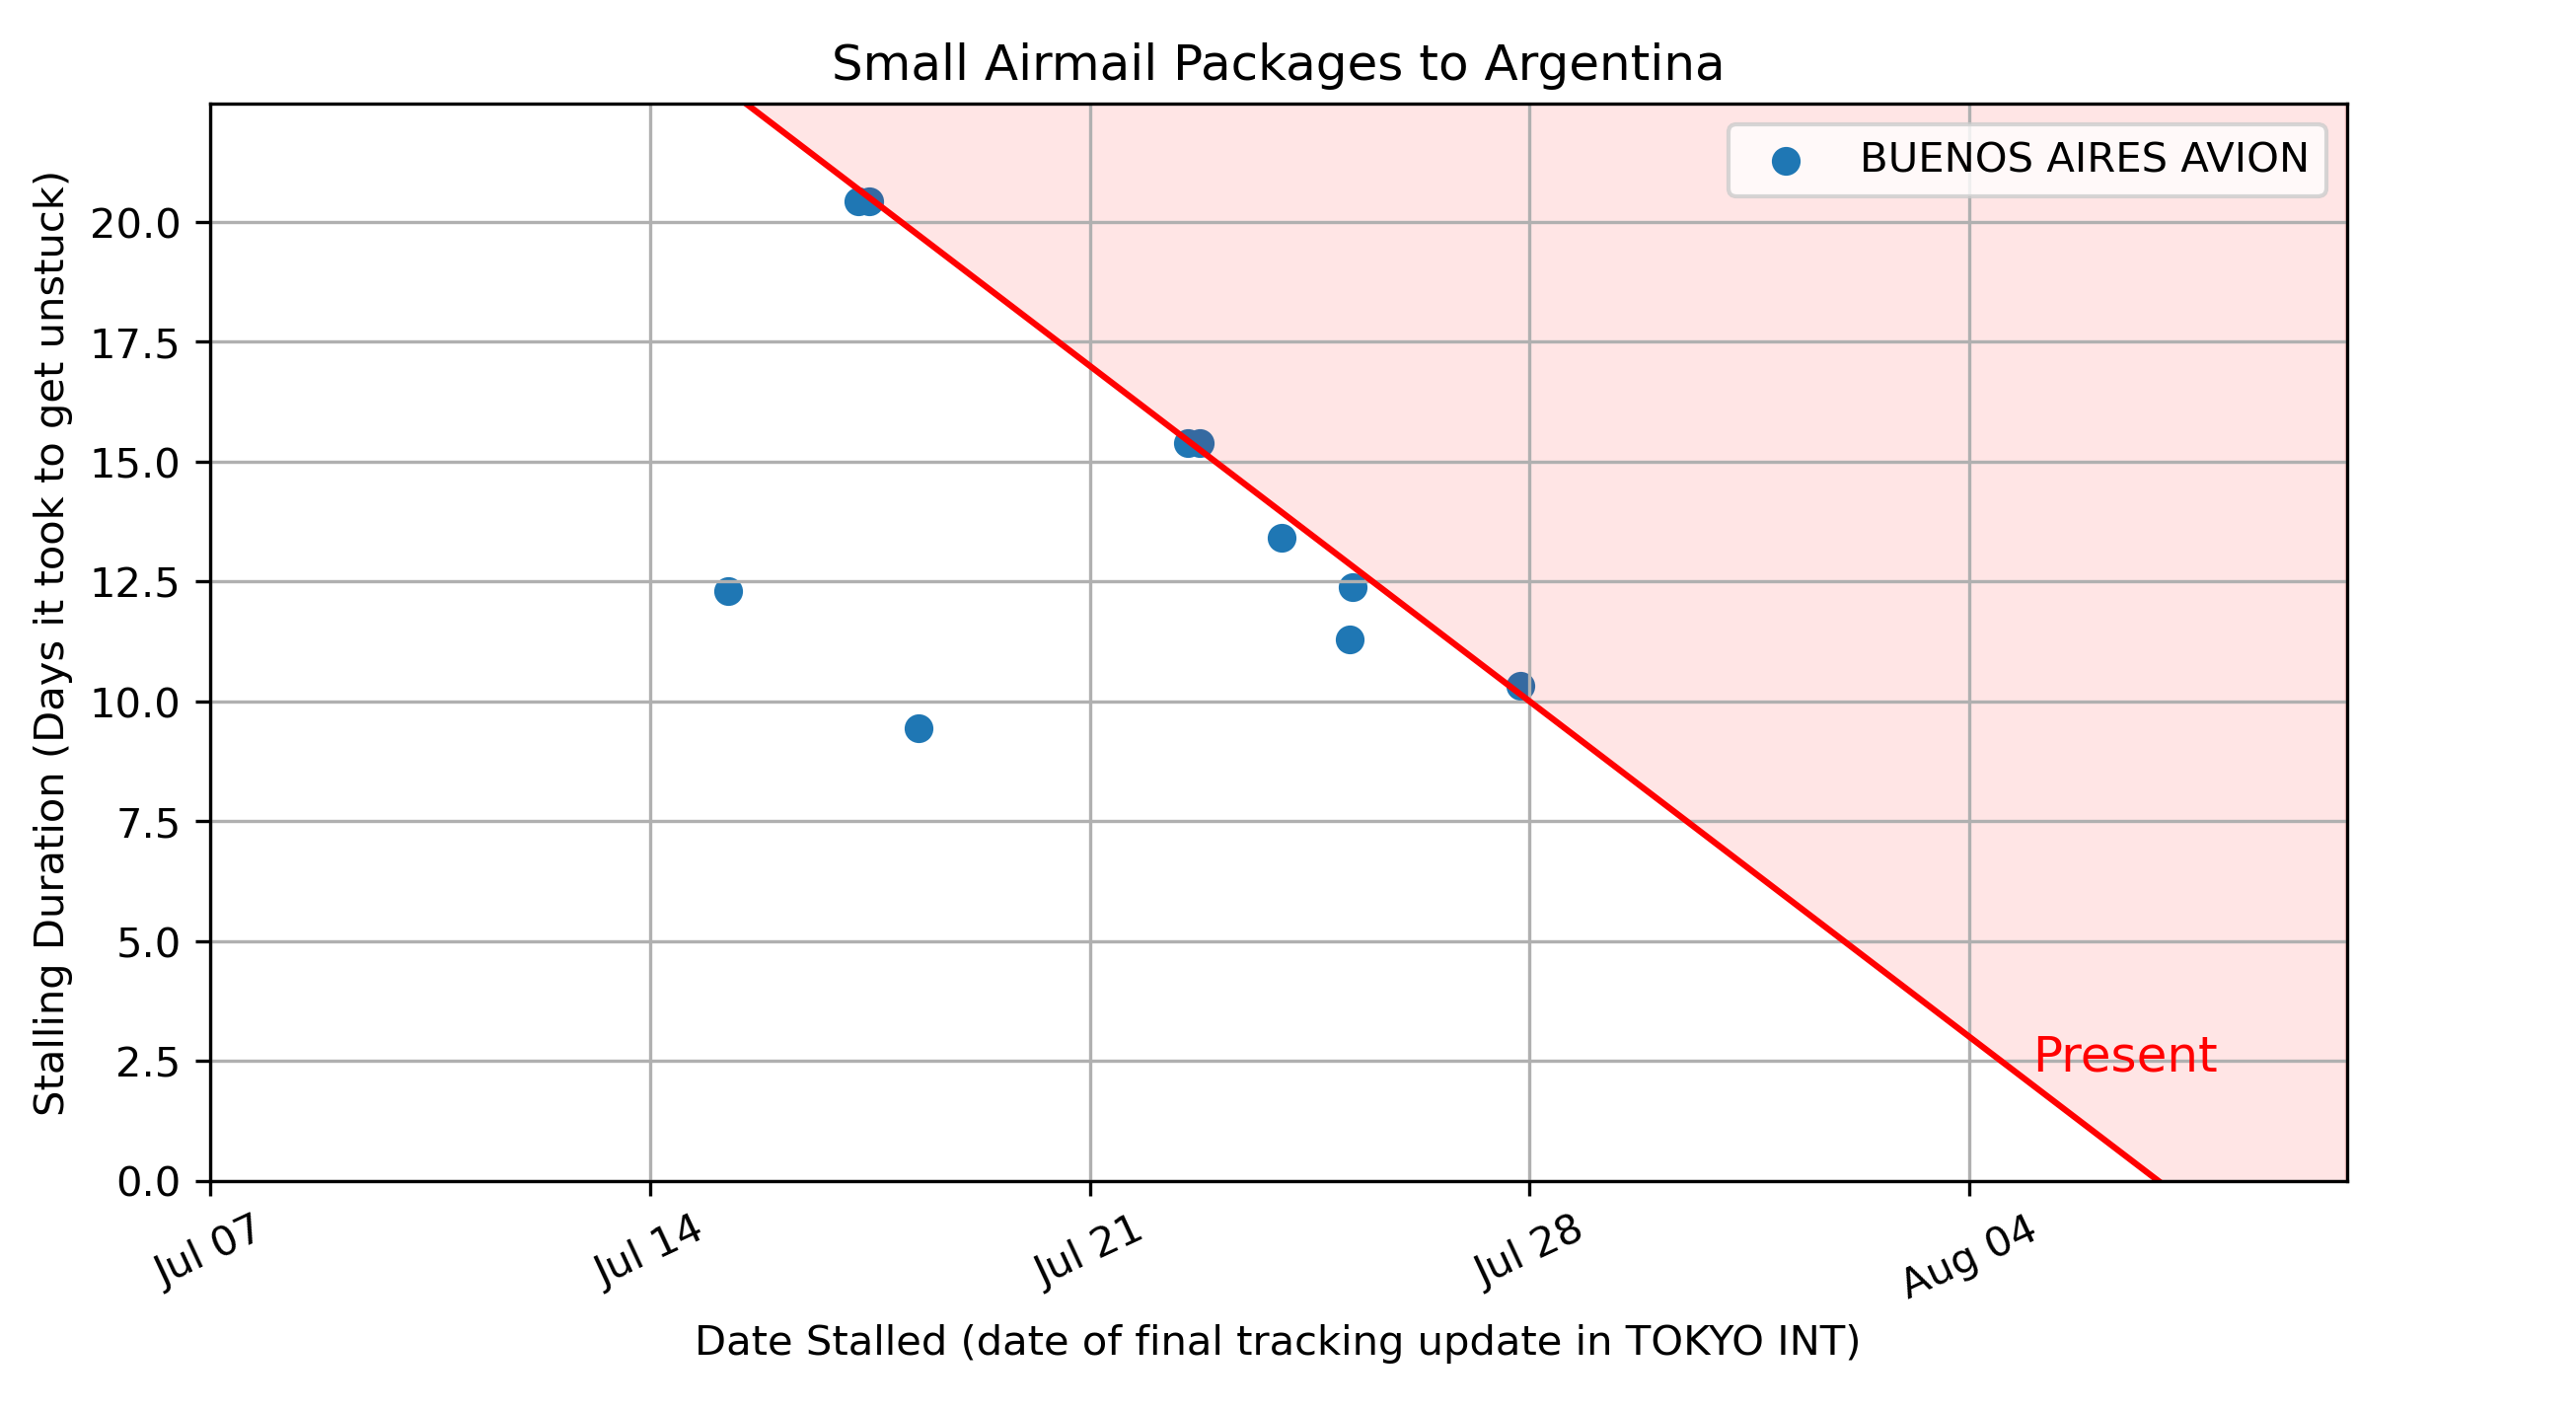 Small Airmail Packages to Argentina
BUENOS AIRES AVION
Stalling Duration (Days it took to get unstuck)
20.0
17.5
15.0
12.5
10.0
7.5
5.0
2.5
0.0
Present
Jul 07
Jul 14
Jul 21
Jul 28
Aug 04
Date Stalled (date of final tracking update in TOKYO INT)